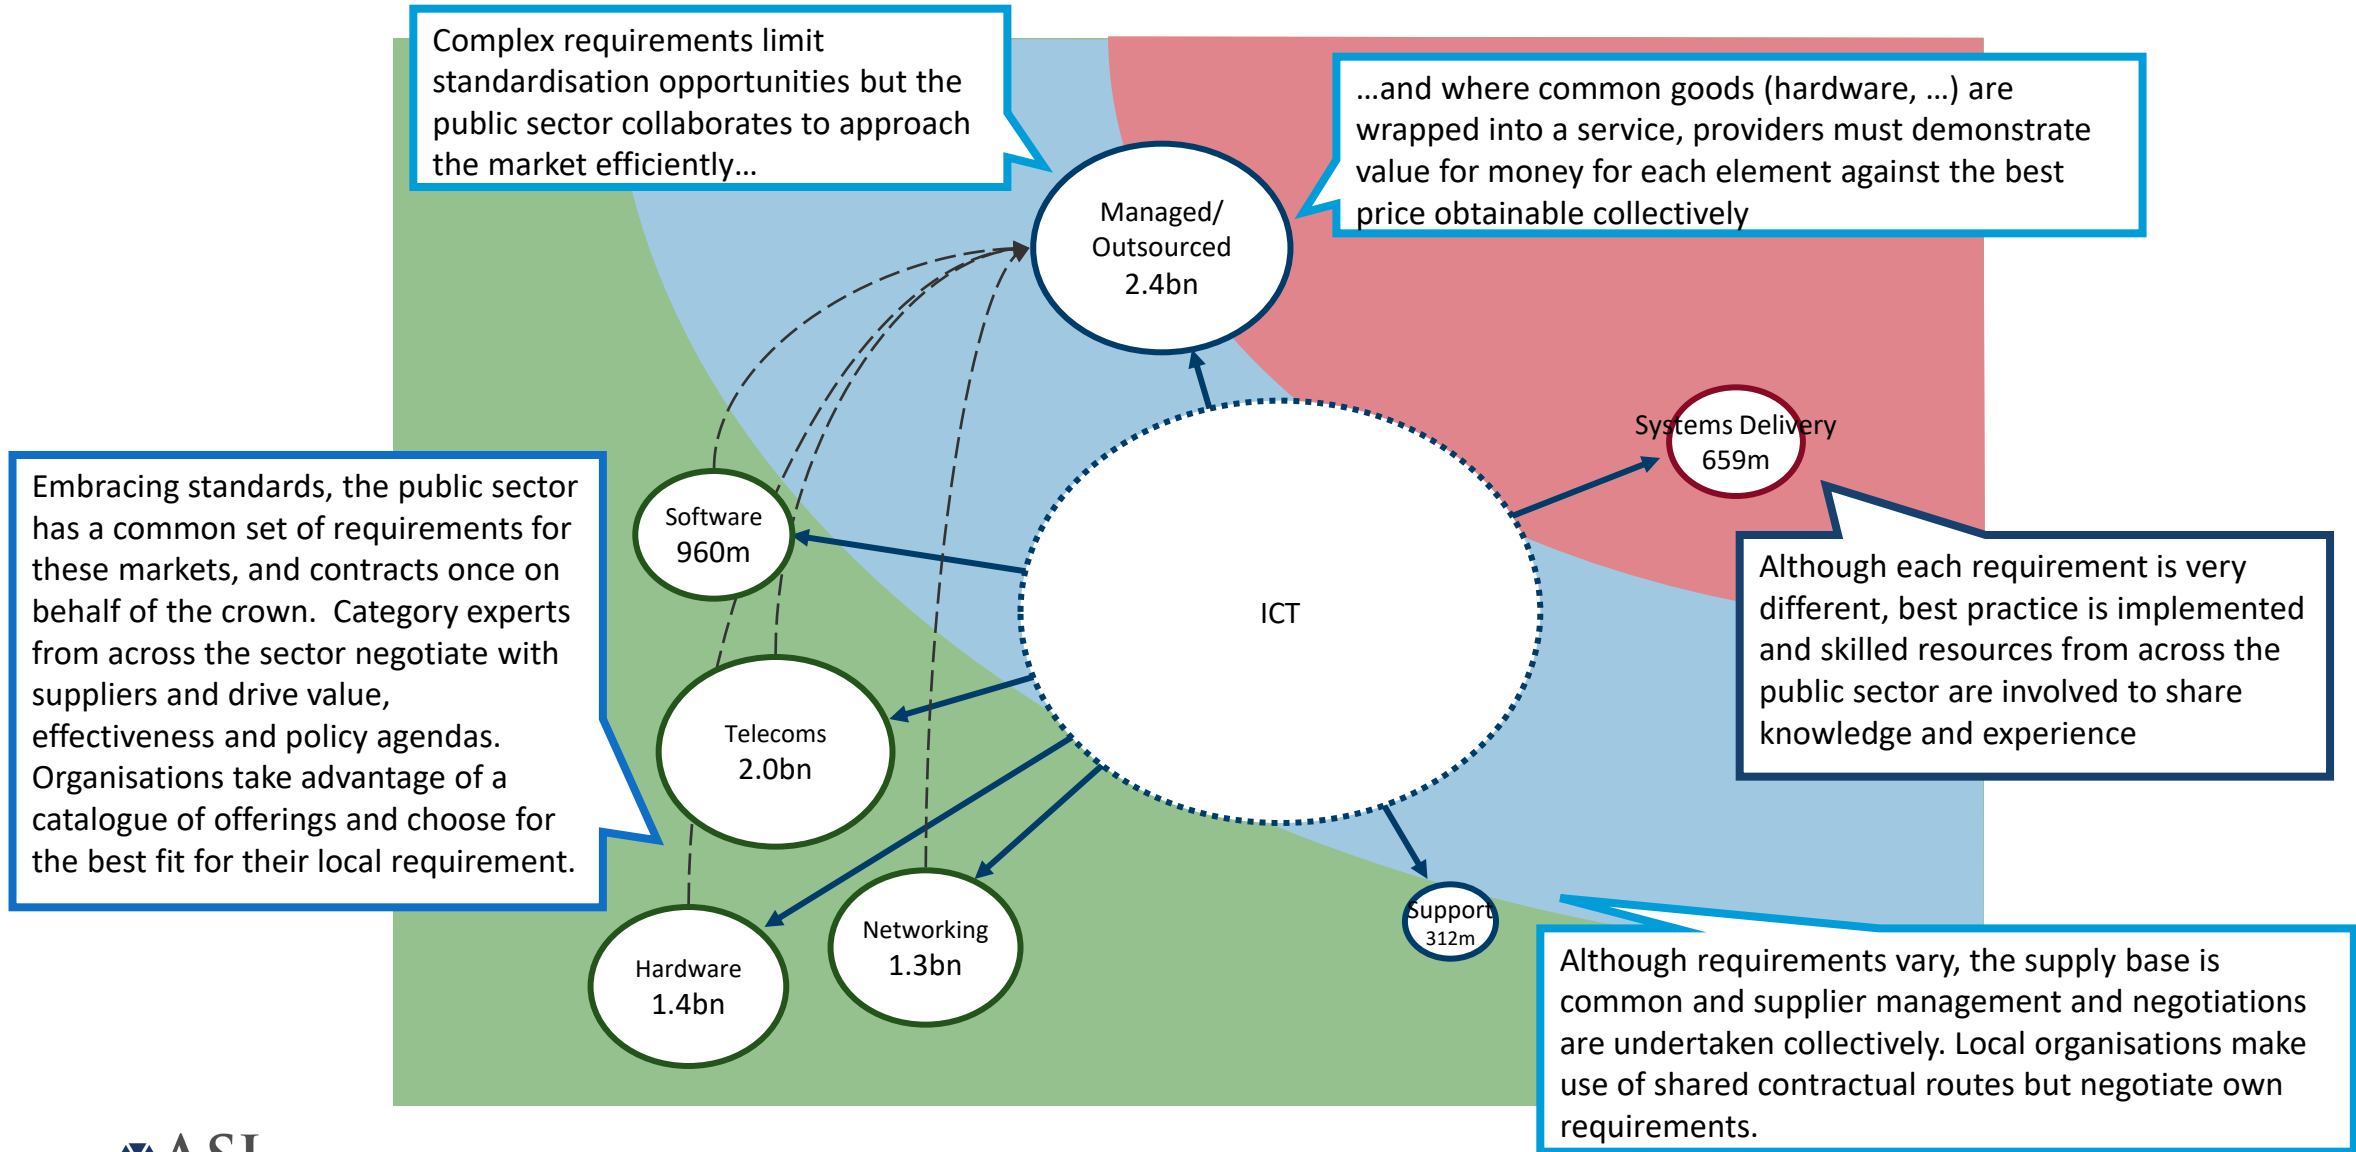 Complex requirements limit
standardisation opportunities but the
public sector collaborates to approach
the market efficiently…
…and where common goods (hardware, …) are
wrapped into a service, providers must demonstrate
value for money for each element against the best
price obtainable collectively
Managed/
Outsourced
2.4bn
Systems Delivery
659m
Embracing standards, the public sector
has a common set of requirements for
these markets, and contracts once on
behalf of the crown.  Category experts
from across the sector negotiate with
suppliers and drive value,
effectiveness and policy agendas.
Organisations take advantage of a
catalogue of offerings and choose for
the best fit for their local requirement.
Software
960m
ICT
Although each requirement is very
different, best practice is implemented
and skilled resources from across the
public sector are involved to share
knowledge and experience
Telecoms
2.0bn
Networking
1.3bn
Hardware
1.4bn
Support
312m
Although requirements vary, the supply base is
common and supplier management and negotiations
are undertaken collectively. Local organisations make
use of shared contractual routes but negotiate own
requirements.